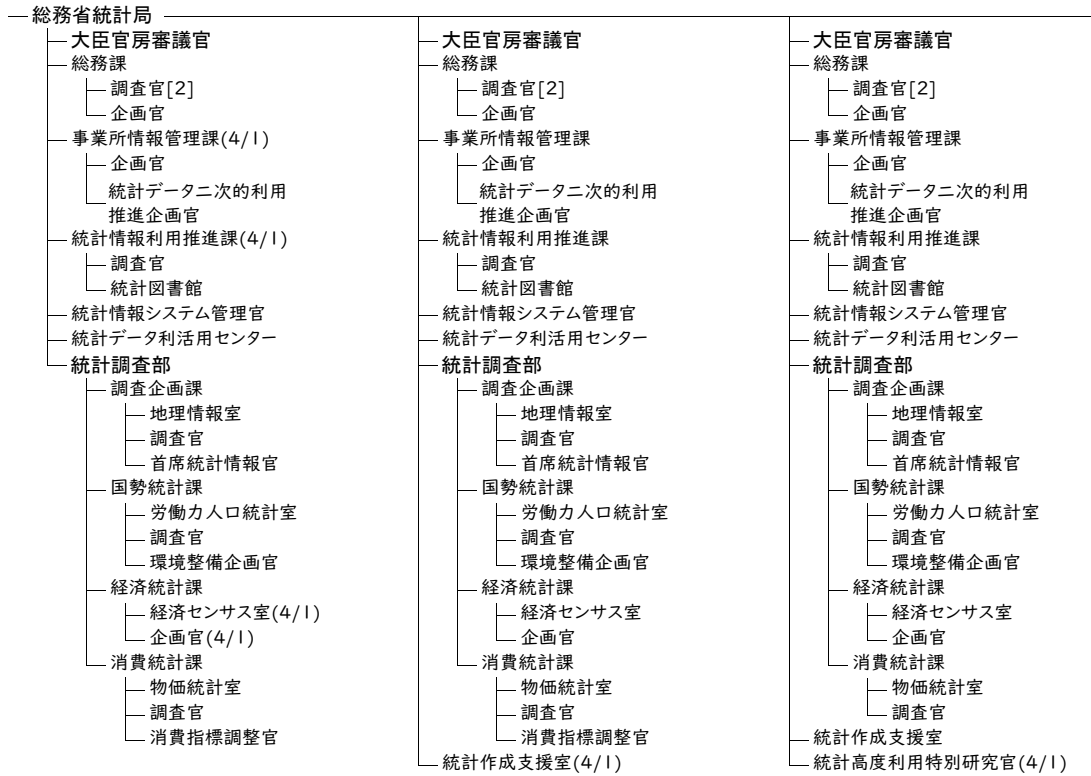 総務省統計局
大臣官房審議官
総務課
調査官[2]
企画官
事業所情報管理課(4/1)
企画官
統計データ二次的利用
推進企画官
統計情報利用推進課(4/1)
調査官
統計図書館
統計情報システム管理官
統計データ利活用センター
統計調査部
調査企画課
地理情報室
調査官
首席統計情報官
国勢統計課
労働力人口統計室
調査官
環境整備企画官
経済統計課
経済センサス室(4/1)
企画官(4/1)
消費統計課
物価統計室
調査官
消費指標調整官
大臣官房審議官
総務課
調査官[2]
企画官
事業所情報管理課
企画官
統計データ二次的利用
推進企画官
統計情報利用推進課
調査官
統計図書館
統計情報システム管理官
統計データ利活用センター
統計調査部
調査企画課
地理情報室
調査官
首席統計情報官
国勢統計課
労働力人口統計室
調査官
環境整備企画官
経済統計課
経済センサス室
企画官
消費統計課
物価統計室
調査官
消費指標調整官
統計作成支援室(4/1)
大臣官房審議官
総務課
調査官[2]
企画官
事業所情報管理課
企画官
統計データ二次的利用
推進企画官
統計情報利用推進課
調査官
統計図書館
統計情報システム管理官
統計データ利活用センター
統計調査部
調査企画課
地理情報室
調査官
首席統計情報官
国勢統計課
労働力人口統計室
調査官
環境整備企画官
経済統計課
経済センサス室
企画官
消費統計課
物価統計室
調査官
統計作成支援室
統計高度利用特別研究官(4/1)